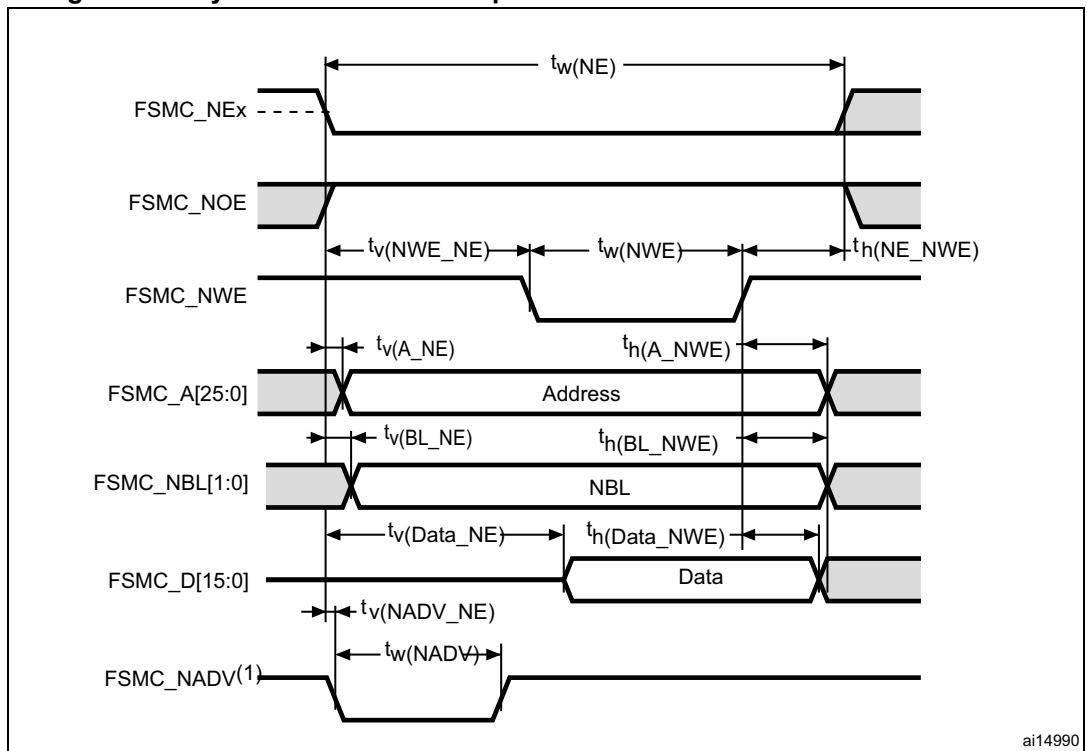 tw(NE)
FSMC_NEx
FSMC_NOE
tv(NWE_NE) tw(NWE) th(NE_NWE)
FSMC_NWE
tv(A_NE) th(A_NWE)
FSMC_A[25:0] Address
tv(BL_NE) th(BL_NWE)
FSMC_NBL[1:0] NBL
tv(Data_NE) th(Data_NWE)
FSMC_D[15:0] Data
tv(NADV_NE)
tw(NADV)
FSMC_NADV(1)
ai14990